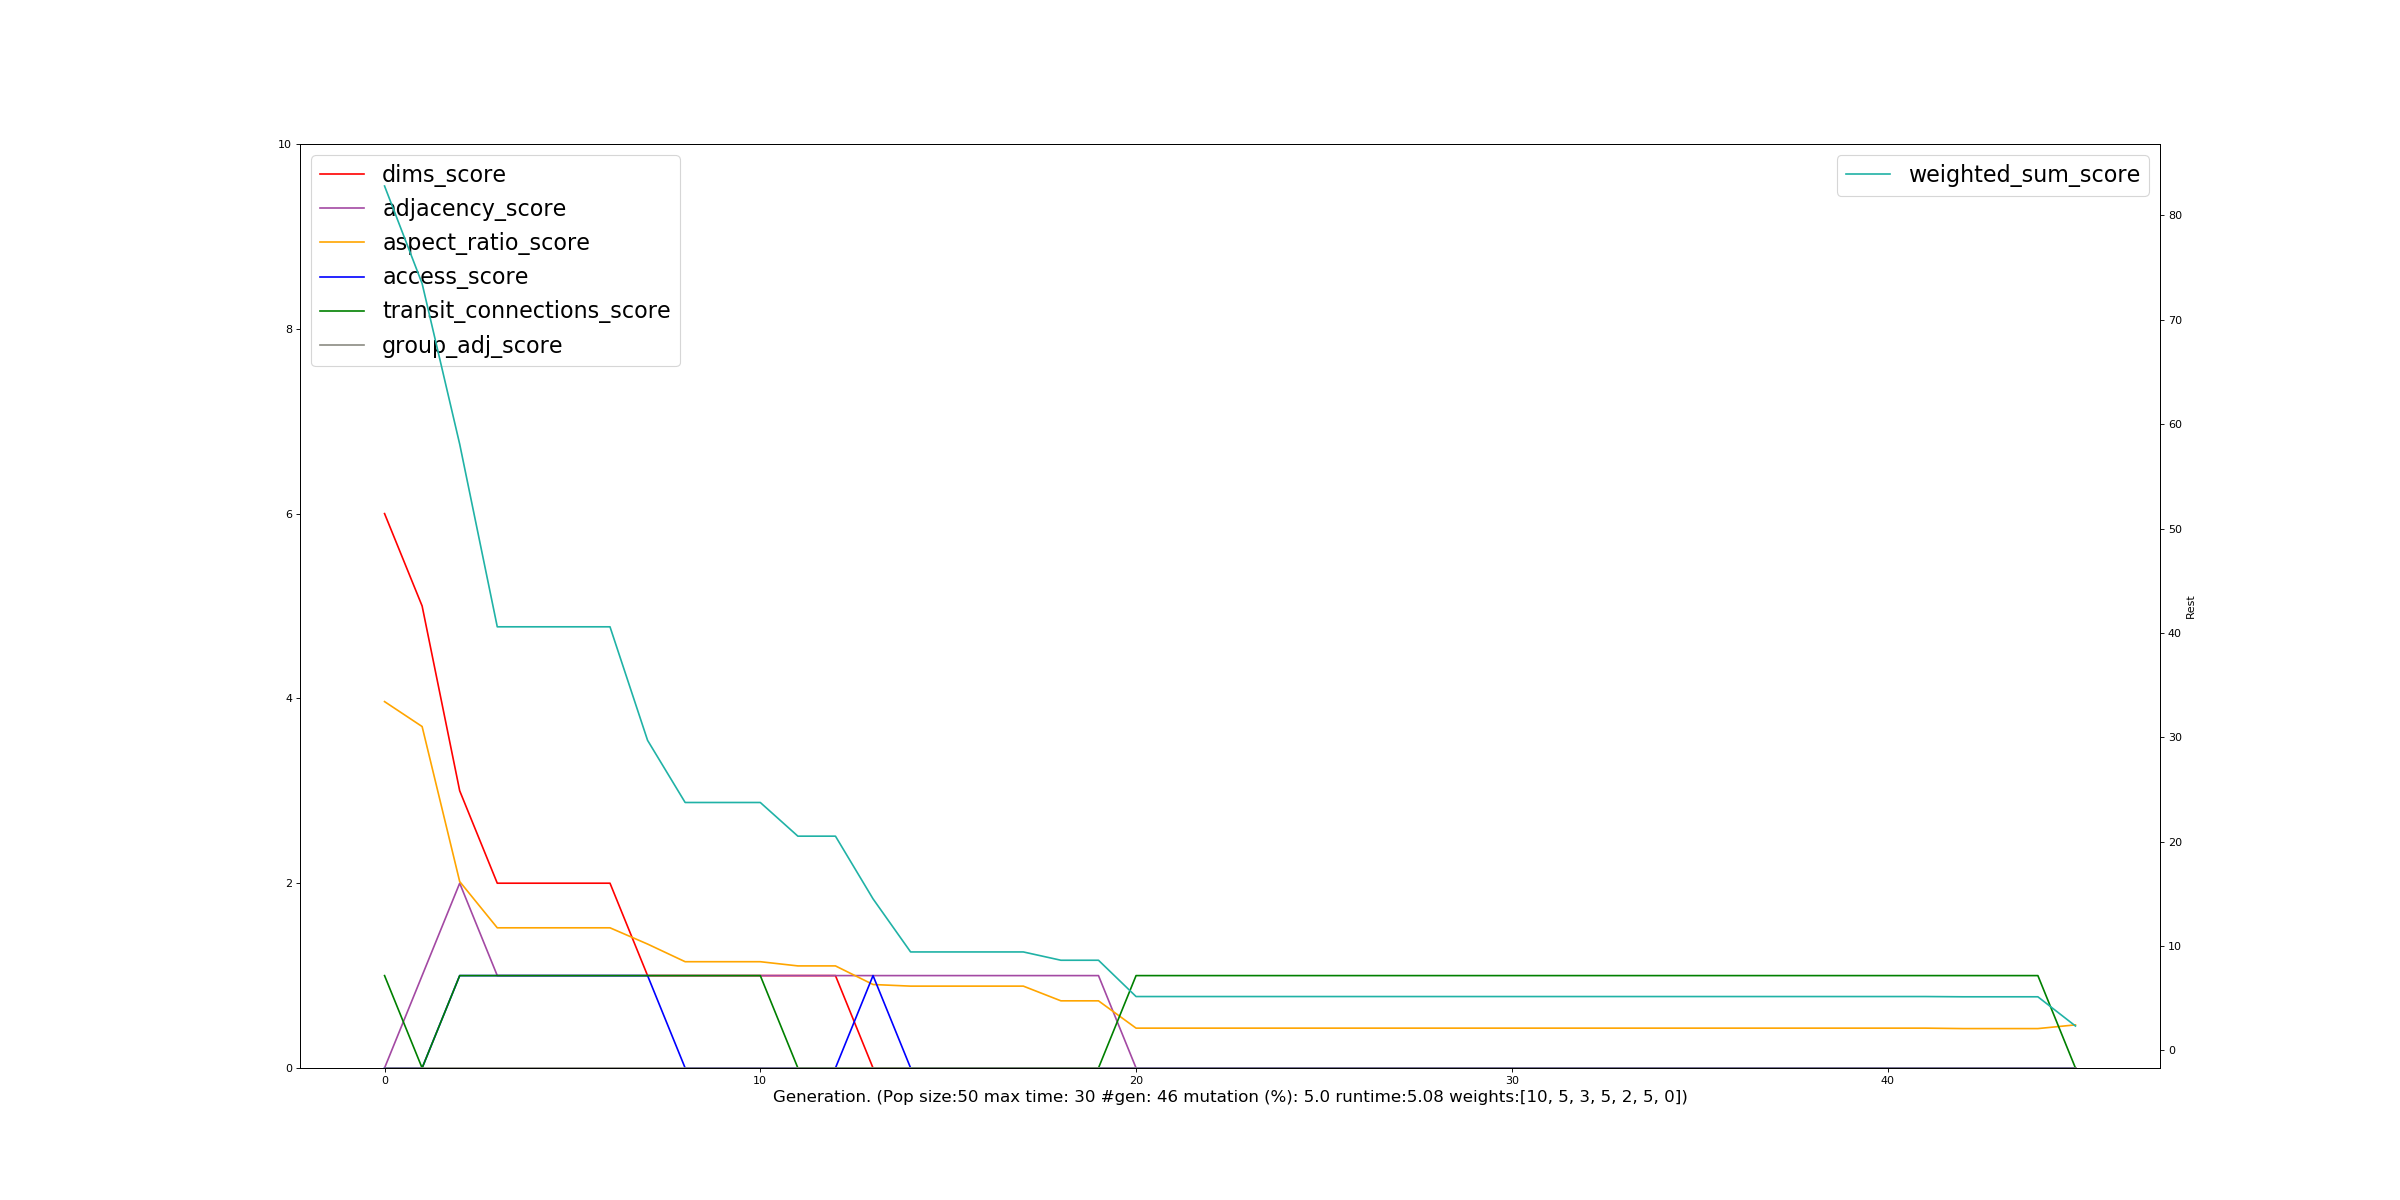 10
8
6
4
2
0
dims_score
adjacency_score
aspect_ratio_score
access_score
transit_connections_score
group_adj_score
weighted_sum_score
80
70
60
50
40
30
20
10
0
Rest
0 10 20 30 40
Generation. (Pop size:50 max time: 30 #gen: 46 mutation (%): 5.0 runtime:5.08 weights:[10, 5, 3, 5, 2, 5, 0])